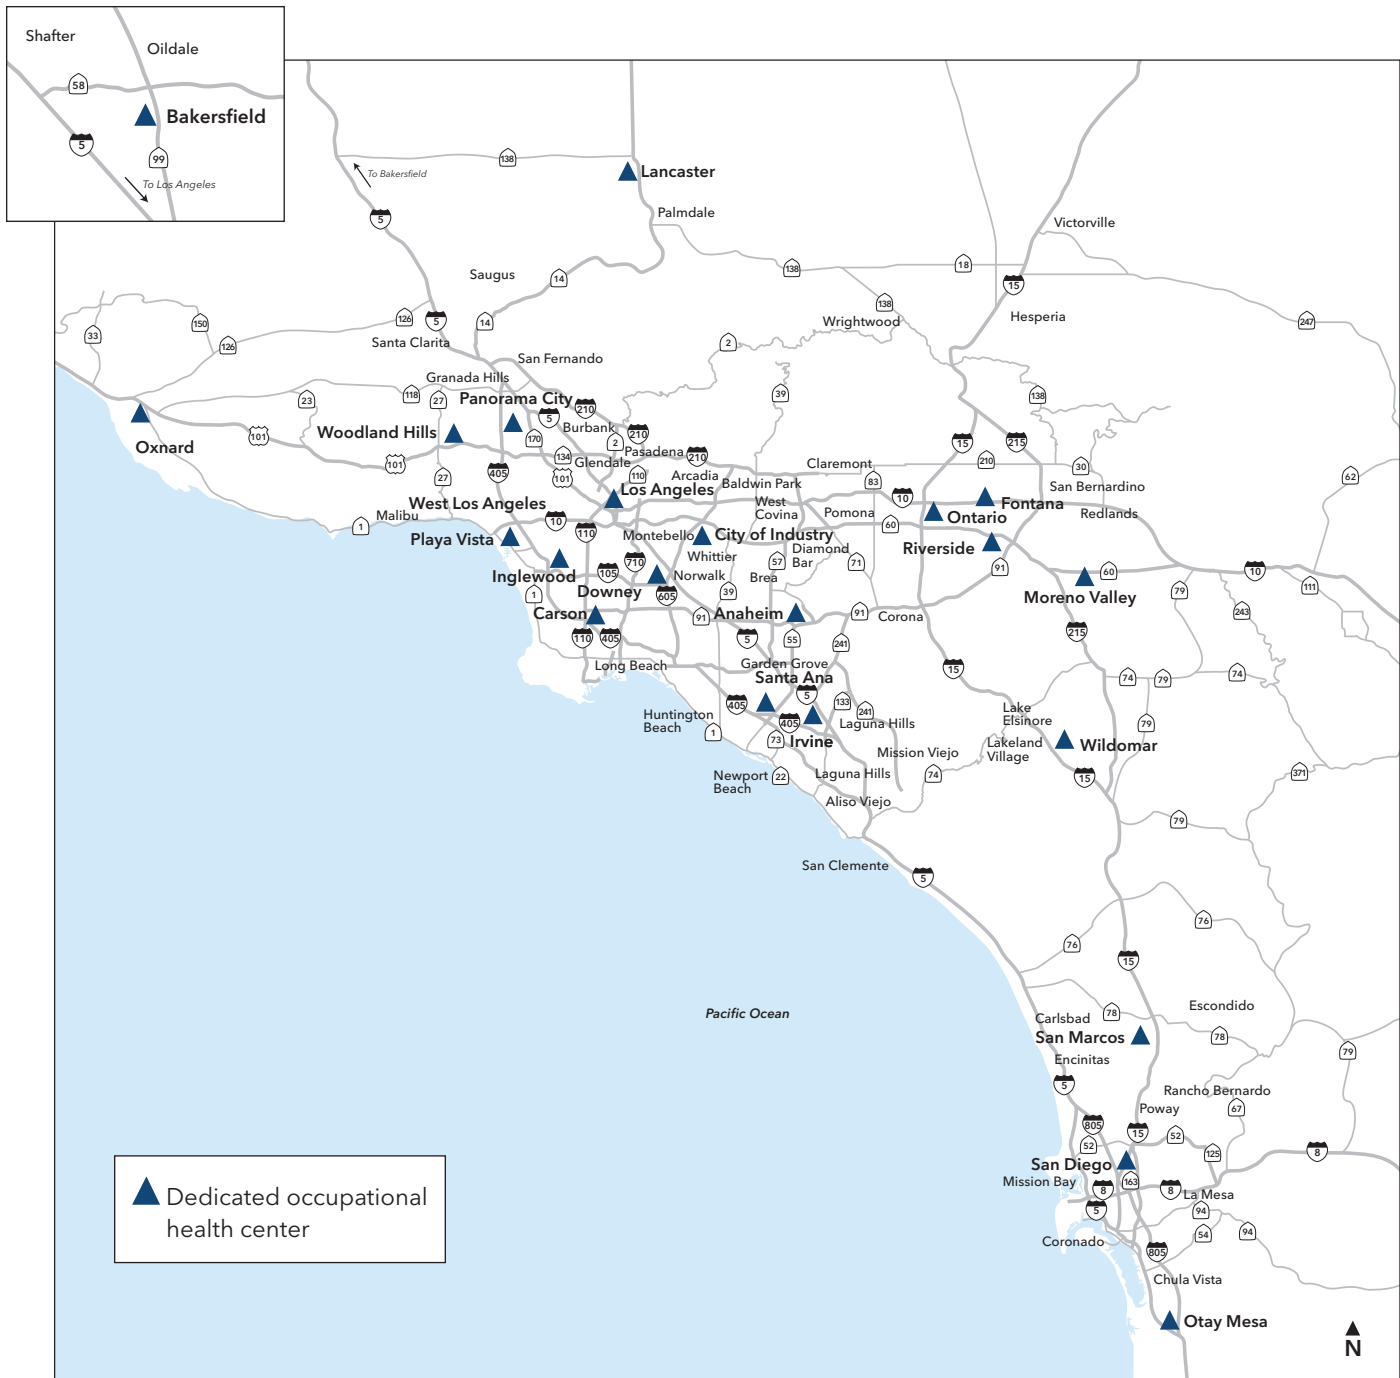 Shafter
Oildale
58
Bakersfield
5
99
To Los Angeles
138
To Bakersfield
Lancaster
5
Palmdale
Victorville
Saugus
14
138
18
15
138
Wrightwood
Hesperia
247
33
150
126
126
5
14
Santa Clarita
2
San Fernando
Granada Hills
118
27
23
39
138
Panorama City
210
5
Burbank
Oxnard
101
Woodland Hills
170
2
210
Pasadena
15
215
101
134
Glendale
210
Claremont
210
30
27
405
101
110
Arcadia
Baldwin Park
83
San Bernardino
62
Los Angeles
10
Fontana
West Los Angeles
West
Covina
Pomona
Ontario
Redlands
Malibu
1
10
110
Montebello
City of Industry
60
Playa Vista
Whittier
Diamond
Bar
Riverside
710
57
71
91
60
10
Inglewood
105
Norwalk
Brea
Moreno Valley
111
1
Downey
605
39
79
243
Carson
91
Anaheim
91
Corona
110
405
5
55
241
215
Long Beach
Garden Grove
15
74
79
74
Santa Ana
405
5
133
241
Huntington
Beach
405
Laguna Hills
Lake
Elsinore
79
1
73
Irvine
Mission Viejo
Lakeland
Village
Wildomar
Newport
Beach
22
Laguna Hills
74
15
371
Aliso Viejo
79
San Clemente
5
76
76
15
Pacific Ocean
Carlsbad
78
Escondido
San Marcos
78
Encinitas
79
5
Rancho Bernardo
Poway
67
805
15
52
52
125
8
San Diego
Mission Bay
163
8
8
La Mesa
5
94
Coronado
54
94
805
Chula Vista
Otay Mesa
N
Dedicated occupational
health center